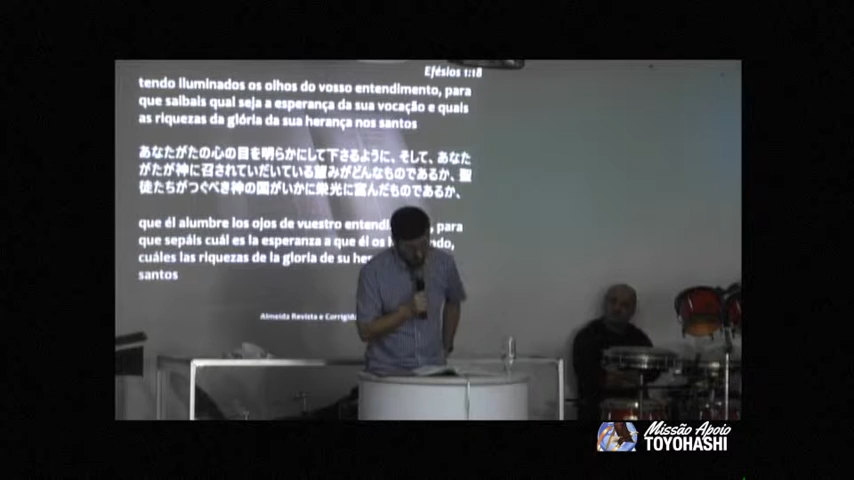 Efésios 1:18
tendo iluminados os olhos do vosso entendimento, para
que saibais qual seja a esperança da sua vocação e quais
as riquezas da glória da sua herança nos santos
あなたがたの心の目を明らかにして下さるように、そして、あなた
がたが神に召されていだいている望みがどんなものであるか、聖
徒たちがつぐべき神の国がいかに栄光に富んだものであるか、
que él alumbre los ojos de vuestro entendi , para
que sepáis cuál es la esperanza a que él os h ado,
cuáles las riquezas de la gloria de su her
santos
Almeida Revista e Corrigida
Missão Apoio
TOYOHASHI